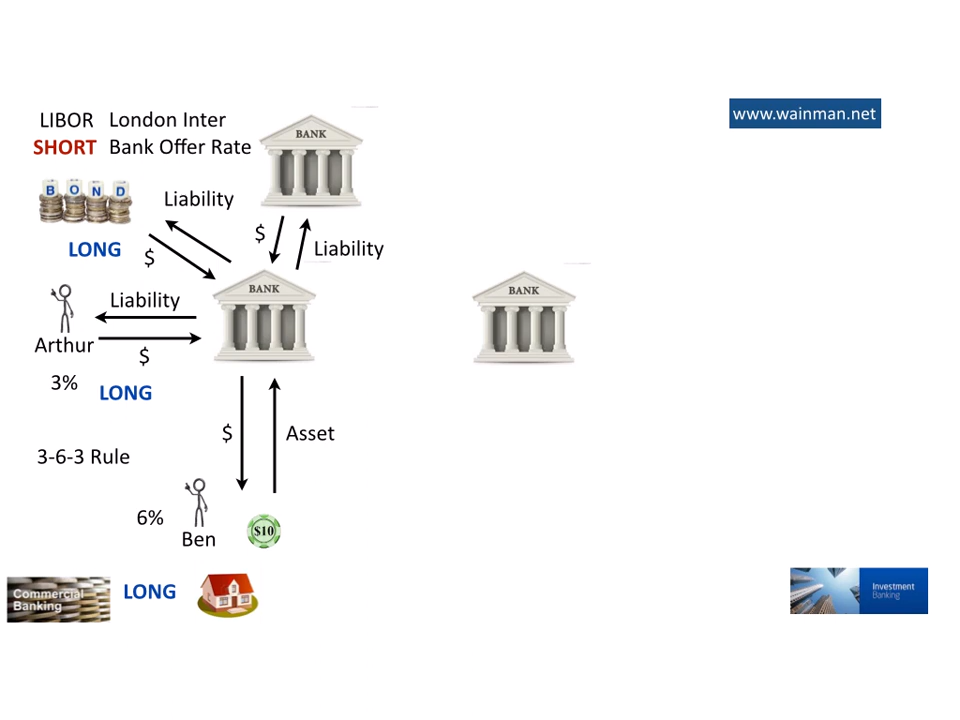 www.wainman.net
LIBOR London Inter
SHORT Bank Offer Rate
BANK
BOND
Liability
$
Liability
LONG
$
BANK
BANK
Liability
Arthur
$
3%
LONG
$
Asset
3-6-3 Rule
6%
$10
Ben
Commercial
Banking
LONG
Investment
Banking